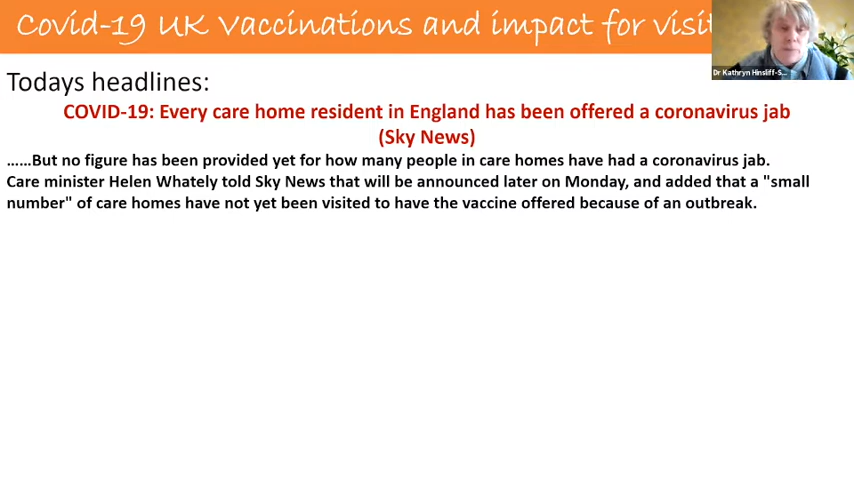 Covid-19 UK Vaccinations and impact for
Dr Kathryn Hinsliff-S...
Todays headlines:
COVID-19: Every care home resident in England has been offered a coronavirus jab
(Sky News)
......But no figure has been provided yet for how many people in care homes have had a coronavirus jab.
Care minister Helen Whately told Sky News that will be announced later on Monday, and added that a "small
number" of care homes have not yet been visited to have the vaccine offered because of an outbreak.